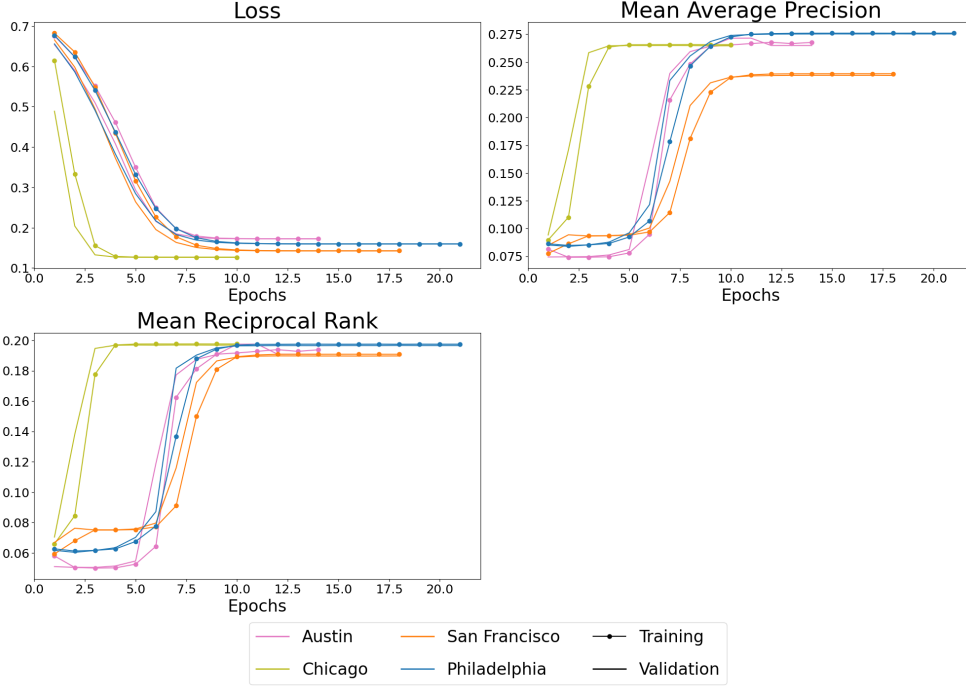 Loss
0.7
0.6
0.5
0.4
0.3
0.2
0.1
0.0 2.5 5.0 7.5 10.0 12.5 15.0 17.5 20.0
Epochs
Mean Average Precision
0.275
0.250
0.225
0.200
0.175
0.150
0.125
0.100
0.075
0.0 2.5 5.0 7.5 10.0 12.5 15.0 17.5 20.0
Epochs
Mean Reciprocal Rank
0.20
0.18
0.16
0.14
0.12
0.10
0.08
0.06
0.0 2.5 5.0 7.5 10.0 12.5 15.0 17.5 20.0
Epochs
Austin San Francisco Training
Chicago Philadelphia Validation